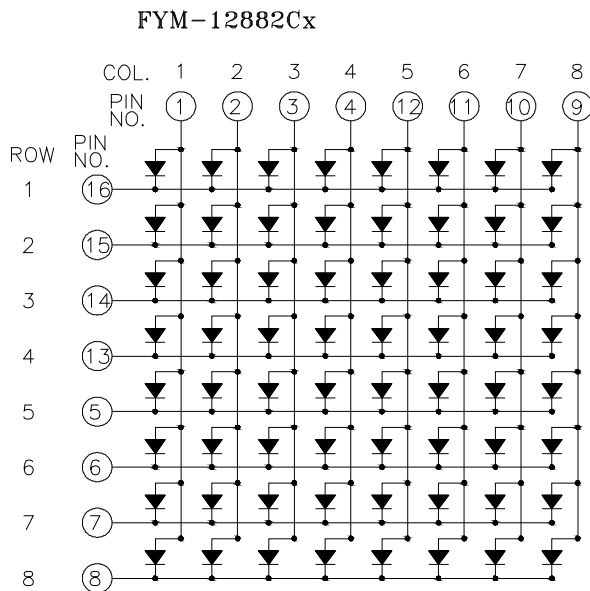 FYM-12882Cx
COL. 1 2 3 4 5 6 7 8
PIN NO. 1 2 3 4 12 11 10 9
ROW PIN NO.
1 16
2 15
3 14
4 13
5 5
6 6
7 7
8 8